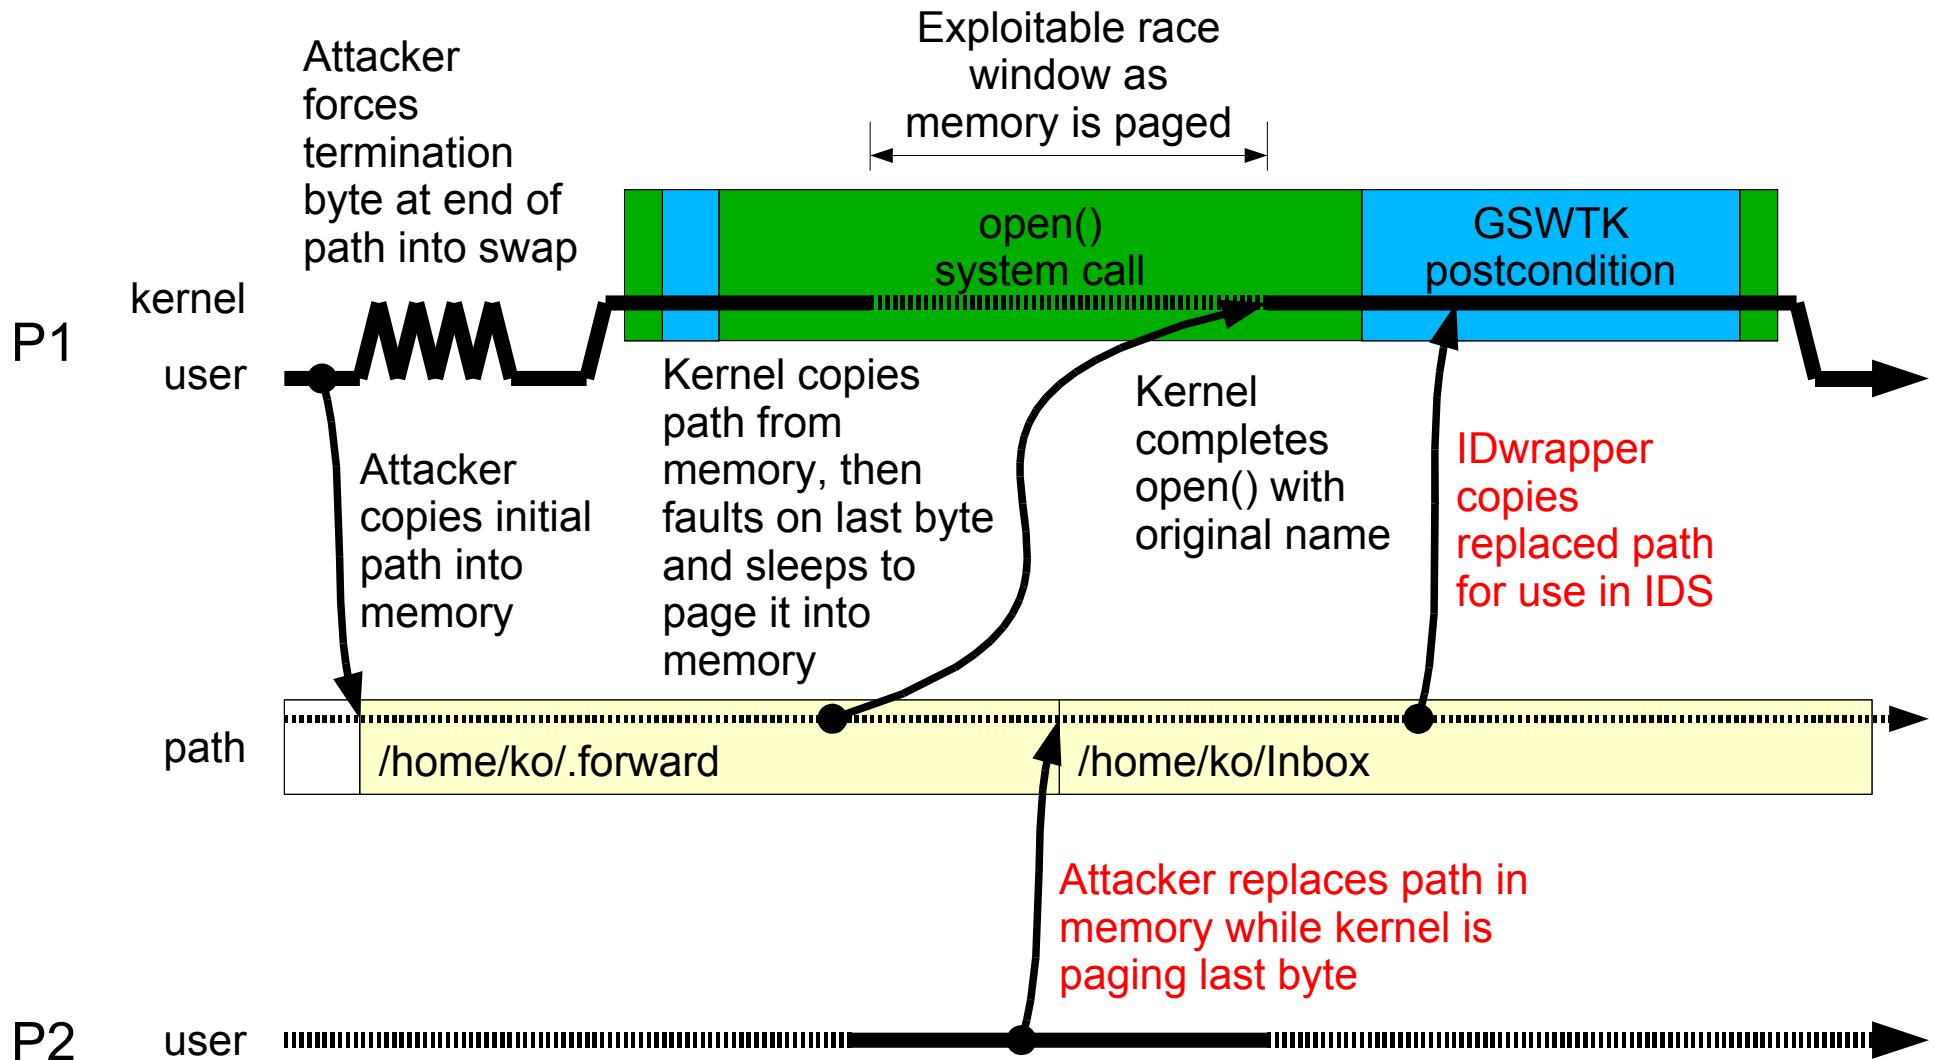 Exploitable race
window as
memory is paged
Attacker
forces
termination
byte at end of
path into swap
open()
system call
GSWTK
postcondition
P1
kernel
user
Kernel copies
path from
memory, then
faults on last byte
and sleeps to
page it into
memory
Kernel
completes
open() with
original name
IDwrapper
copies
replaced path
for use in IDS
Attacker
copies initial
path into
memory
path
/home/ko/.forward
/home/ko/Inbox
Attacker replaces path in
memory while kernel is
paging last byte
P2
user